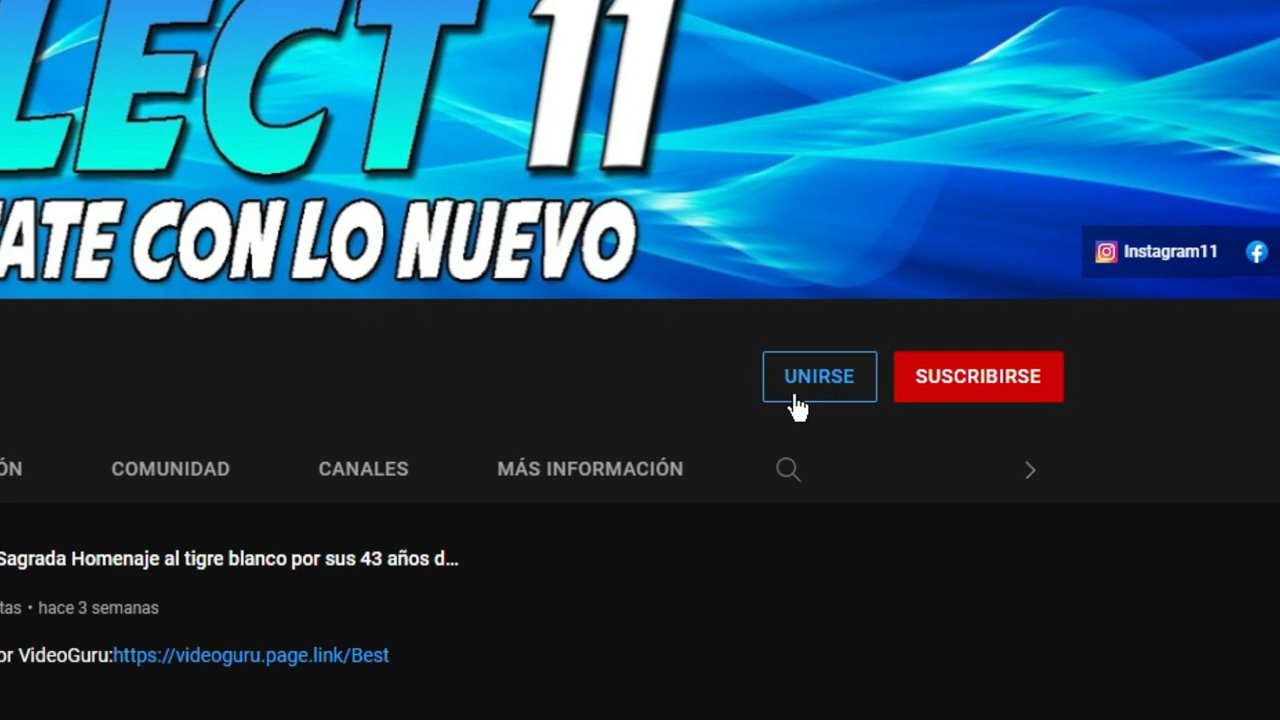 LECT 11
ATE CON LO NUEVO
Instagram11
UNIRSE
SUSCRIBIRSE
ÓN
COMUNIDAD
CANALES
MÁS INFORMACIÓN
Sagrada Homenaje al tigre blanco por sus 43 años d...
tas • hace 3 semanas
or VideoGuru:https://videoguru.page.link/Best